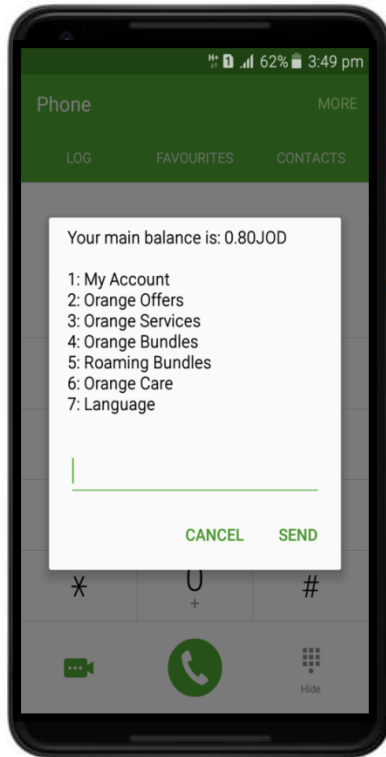 62% 3:49 pm
Phone
MORE
LOG
FAVOURITES
CONTACTS
Your main balance is: 0.80JOD
1: My Account
2: Orange Offers
3: Orange Services
4: Orange Bundles
5: Roaming Bundles
6: Orange Care
7: Language
CANCEL
SEND
* 0 #
+
Hide